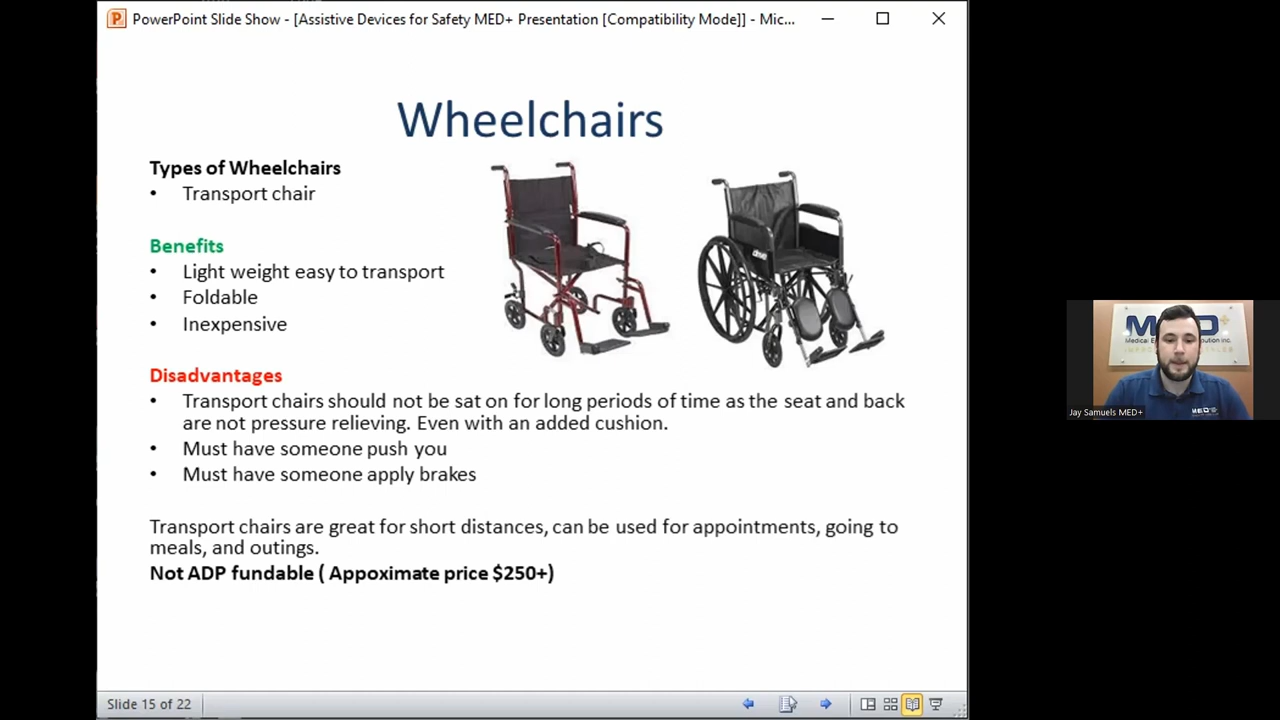 PowerPoint Slide Show - [Assistive Devices for Safety MED+ Presentation [Compatibility Mode]] - Mic...
Wheelchairs
Types of Wheelchairs
• Transport chair
Benefits
• Light weight easy to transport
• Foldable
• Inexpensive
Disadvantages
• Transport chairs should not be sat on for long periods of time as the seat and back
are not pressure relieving. Even with an added cushion.
• Must have someone push you
• Must have someone apply brakes
Transport chairs are great for short distances, can be used for appointments, going to
meals, and outings.
Not ADP fundable ( Appoximate price $250+)
MED+
Medical
Jay Samuels MED+
MED+
Slide 15 of 22